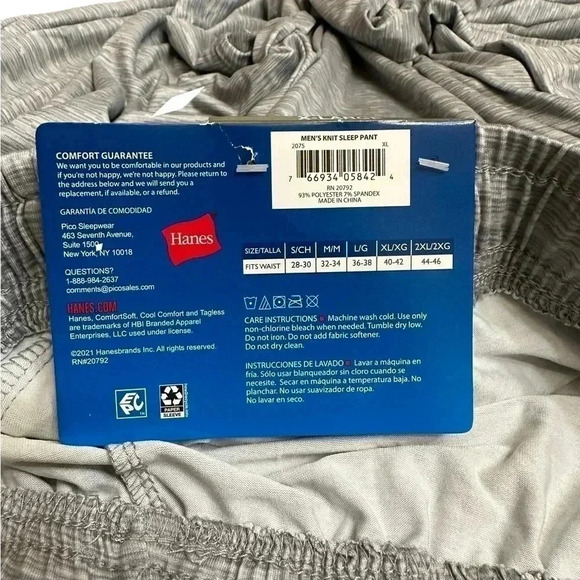 COMFORT GUARANTEE
We want you to be comfortable in our products and
if you're not happy, we're not happy. Please return
to the address below and we will send you a
replacement, if available, or a refund.
GARANTÍA DE COMODIDAD
Pico Sleepwear
463 Seventh Avenue,
Suite 1500
New York, NY 10018
QUESTIONS?
1-888-984-2637
comments@picosales.com
HANES.COM
Hanes, ComfortSoft, Cool Comfort and Tagless
are trademarks of HBI Branded Apparel
Enterprises, LLC used under license.
©2021 Hanesbrands Inc. All rights reserved.
RN#20792
Hanes
EPC
PAPER
SLEEVE
MEN'S KNIT SLEEP PANT
2075 XL
7 66934 05842 4
RN 20792
93% POLYESTER 7% SPANDEX
MADE IN CHINA
SIZE/TALLA S/CH M/M L/G XL/XG 2XL/2XG
FITS WAIST 28-30 32-34 36-38 40-42 44-46
CARE INSTRUCTIONS Machine wash cold. Use only
non-chlorine bleach when needed. Tumble dry low.
Do not iron. Do not add fabric softener.
Do not dry clean.
INSTRUCCIONES DE LAVADO Lavar a máquina en
fría. Sólo usar blanqueador sin cloro cuando se
necesite. Secar en máquina a temperatura baja. No
planchar. No usar suavizador de ropa.
No lavar en seco.